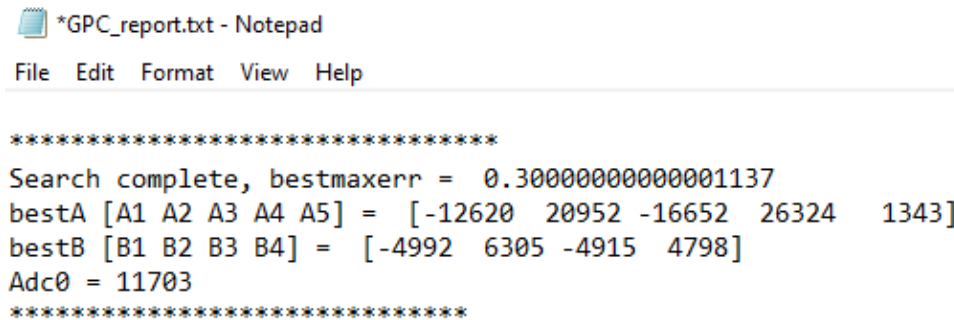 *GPC_report.txt - Notepad
File Edit Format View Help
********************************
Search complete, bestmaxerr =  0.30000000000001137
bestA [A1 A2 A3 A4 A5] =  [-12620  20952 -16652  26324   1343]
bestB [B1 B2 B3 B4] =  [-4992  6305 -4915  4798]
Adc0 = 11703
******************************